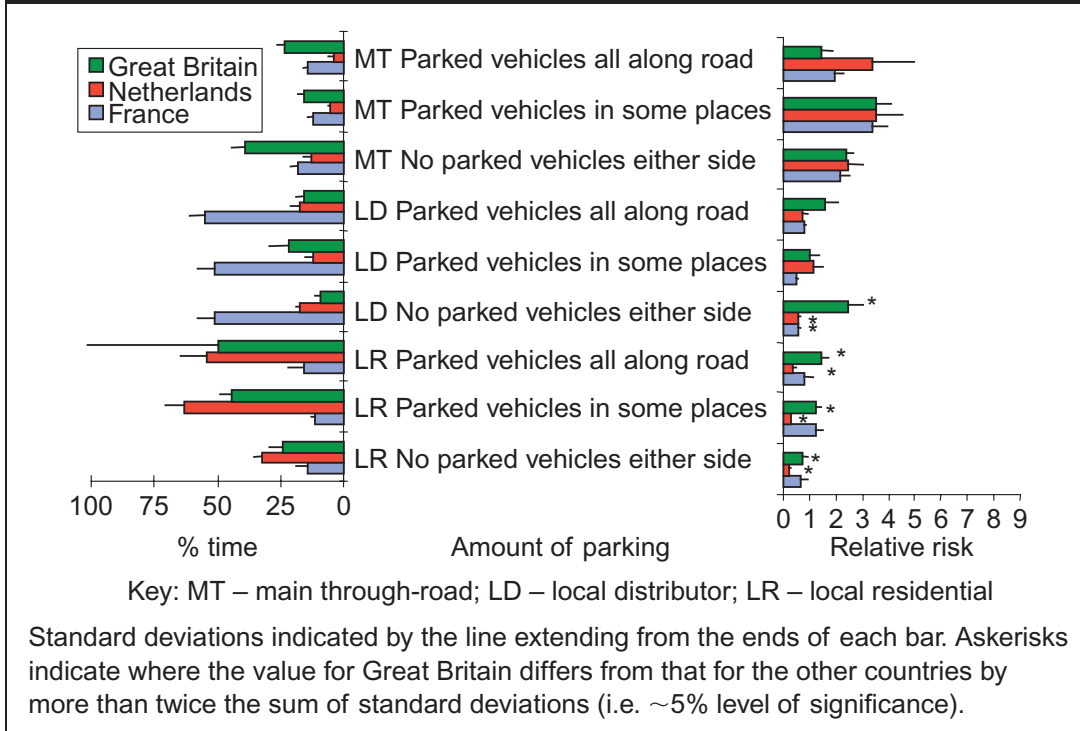 Great Britain
Netherlands
France
MT Parked vehicles all along road
MT Parked vehicles in some places
MT No parked vehicles either side
LD Parked vehicles all along road
LD Parked vehicles in some places
LD No parked vehicles either side
*
*
*
LR Parked vehicles all along road
*
*
LR Parked vehicles in some places
*
*
LR No parked vehicles either side
*
*
100 75 50 25 0
0 1 2 3 4 5 6 7 8 9
% time Amount of parking Relative risk
Key: MT – main through-road; LD – local distributor; LR – local residential
Standard deviations indicated by the line extending from the ends of each bar. Askerisks
indicate where the value for Great Britain differs from that for the other countries by
more than twice the sum of standard deviations (i.e. ~5% level of significance).